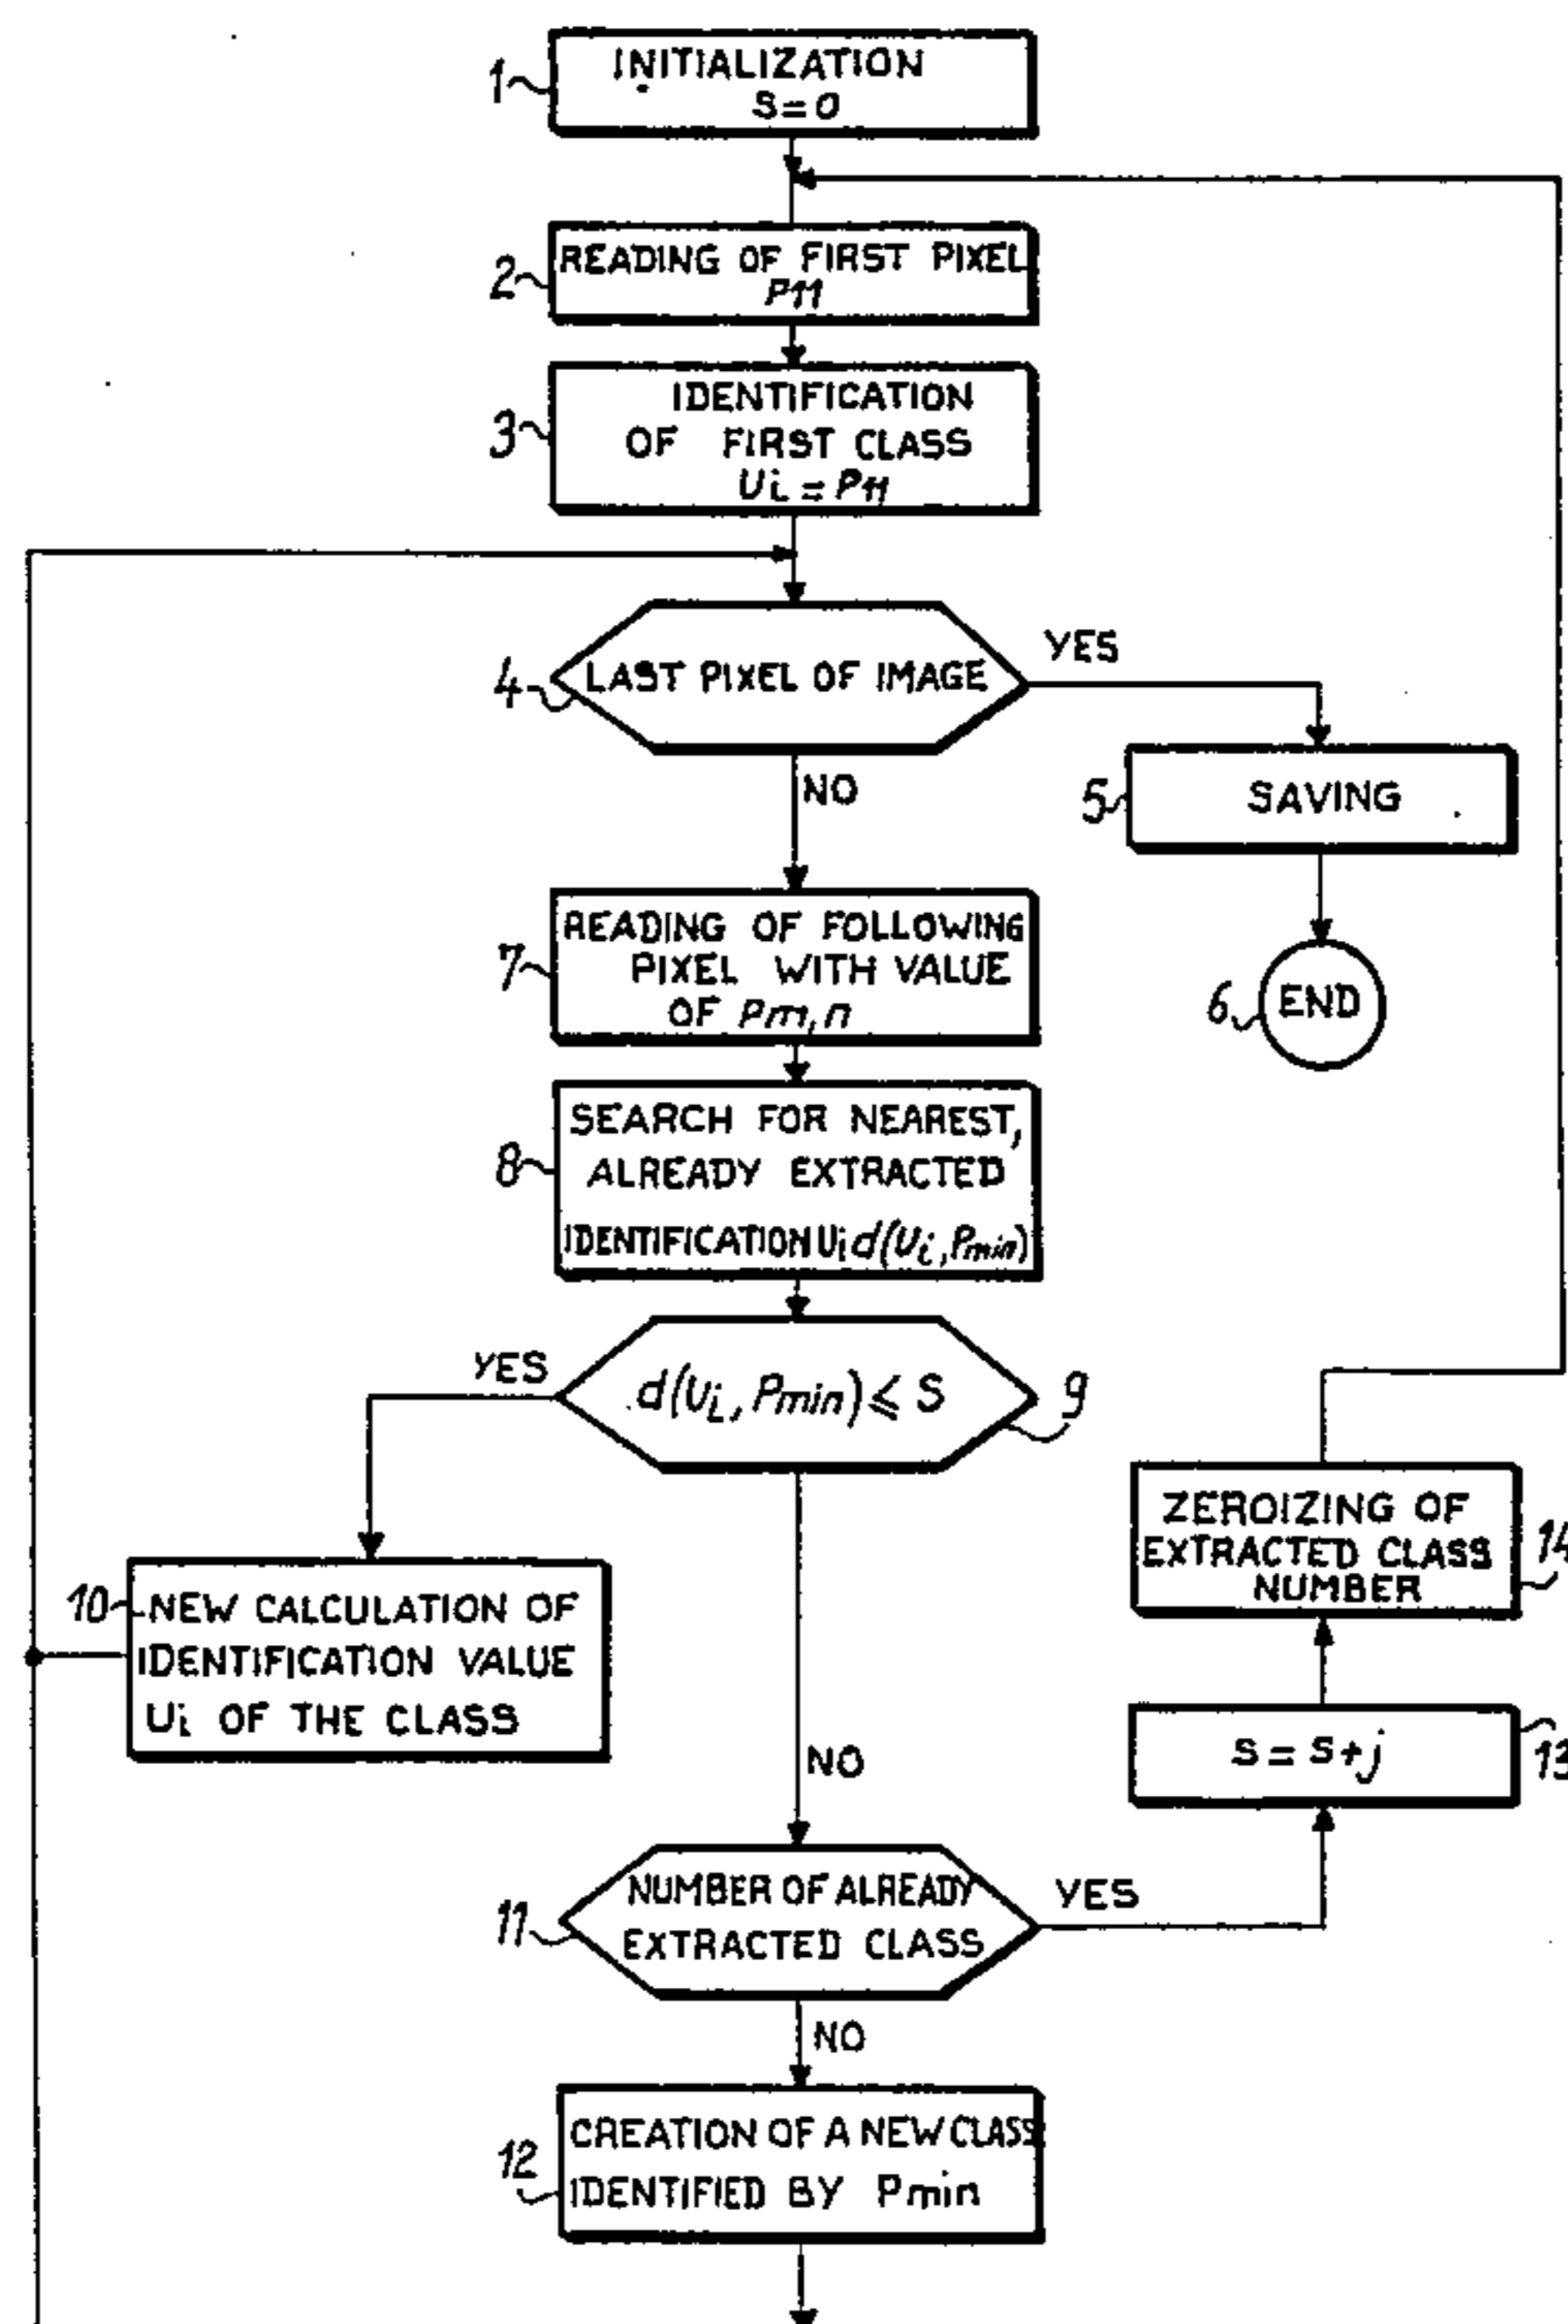 1
INITIALIZATION
S=0
2
READING OF FIRST PIXEL
P11
3
IDENTIFICATION
OF FIRST CLASS
Ui = P11
4
LAST PIXEL OF IMAGE
YES
NO
5
SAVING
6
END
7
READING OF FOLLOWING
PIXEL WITH VALUE
OF Pm,n
8
SEARCH FOR NEAREST,
ALREADY EXTRACTED
IDENTIFICATION Ui d(Ui, Pmin)
YES
d(Ui, Pmin) ≤ S
9
NO
10
NEW CALCULATION OF
IDENTIFICATION VALUE
Ui OF THE CLASS
11
NUMBER OF ALREADY
EXTRACTED CLASS
YES
NO
12
CREATION OF A NEW CLASS
IDENTIFIED BY Pmin
13
S = S+j
14
ZEROIZING OF
EXTRACTED CLASS
NUMBER